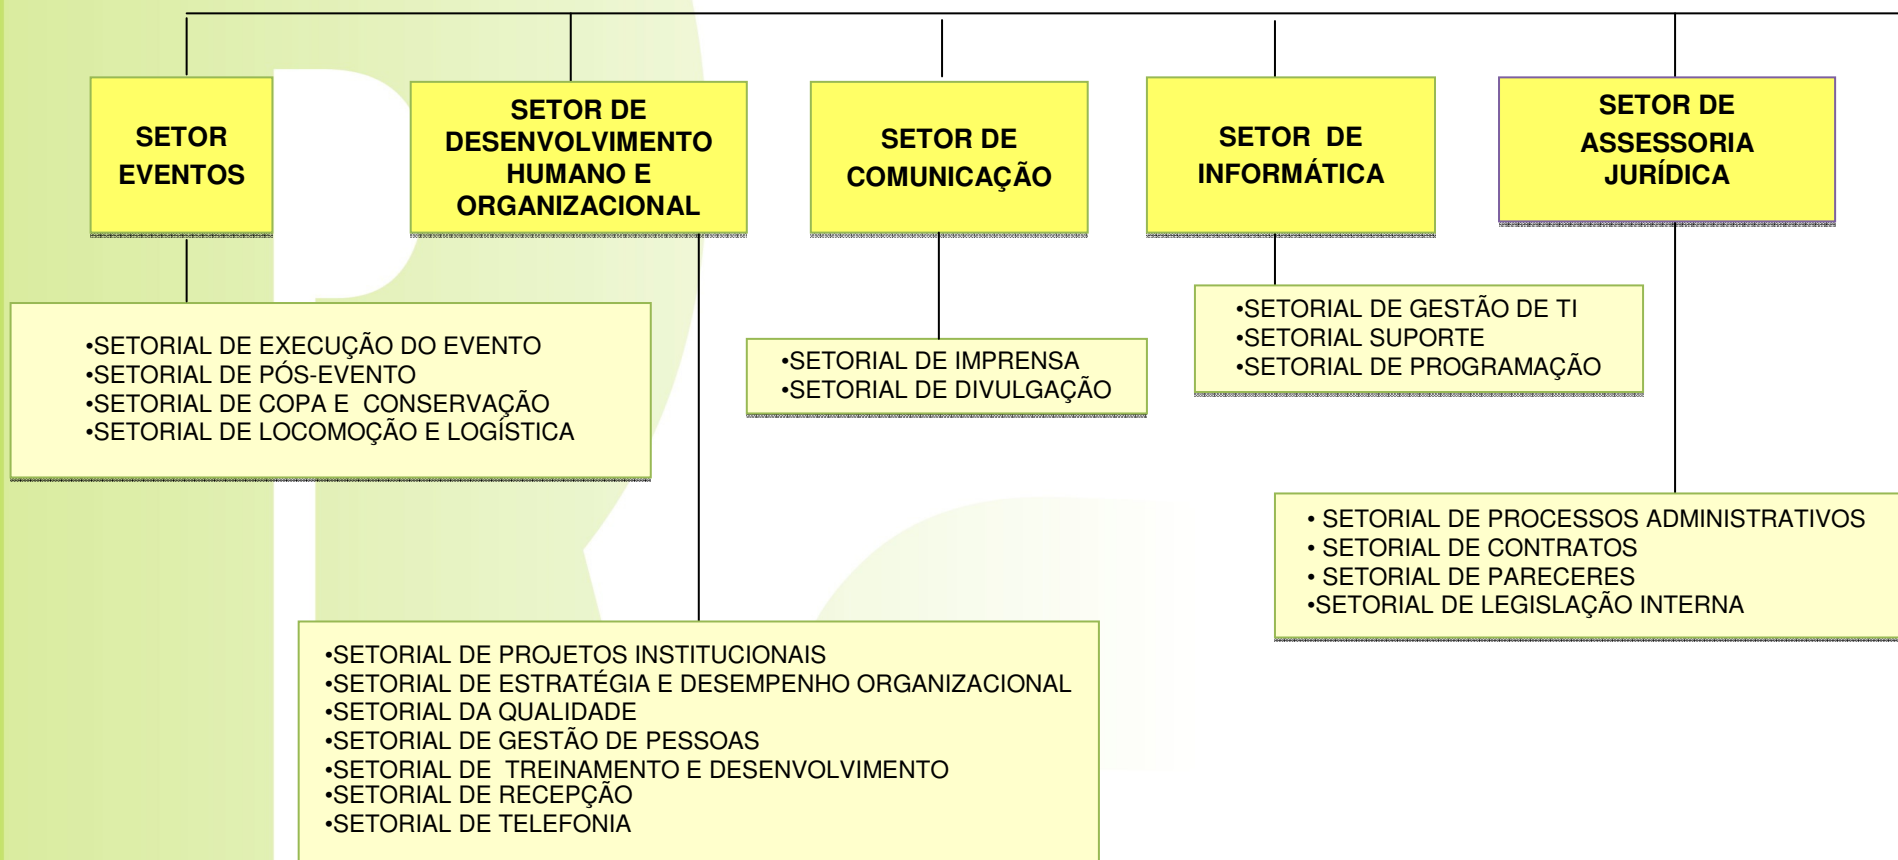 SETOR
EVENTOS
SETOR DE
DESENVOLVIMENTO
HUMANO E
ORGANIZACIONAL
SETOR DE
COMUNICAÇÃO
SETOR DE
INFORMÁTICA
SETOR DE
ASSESSORIA
JURÍDICA
•SETORIAL DE EXECUÇÃO DO EVENTO
•SETORIAL DE PÓS-EVENTO
•SETORIAL DE COPA E CONSERVAÇÃO
•SETORIAL DE LOCOMOÇÃO E LOGÍSTICA
•SETORIAL DE PROJETOS INSTITUCIONAIS
•SETORIAL DE ESTRATÉGIA E DESEMPENHO ORGANIZACIONAL
•SETORIAL DA QUALIDADE
•SETORIAL DE GESTÃO DE PESSOAS
•SETORIAL DE TREINAMENTO E DESENVOLVIMENTO
•SETORIAL DE RECEPÇÃO
•SETORIAL DE TELEFONIA
•SETORIAL DE IMPRENSA
•SETORIAL DE DIVULGAÇÃO
•SETORIAL DE GESTÃO DE TI
•SETORIAL SUPORTE
•SETORIAL DE PROGRAMAÇÃO
• SETORIAL DE PROCESSOS ADMINISTRATIVOS
• SETORIAL DE CONTRATOS
• SETORIAL DE PARECERES
•SETORIAL DE LEGISLAÇÃO INTERNA